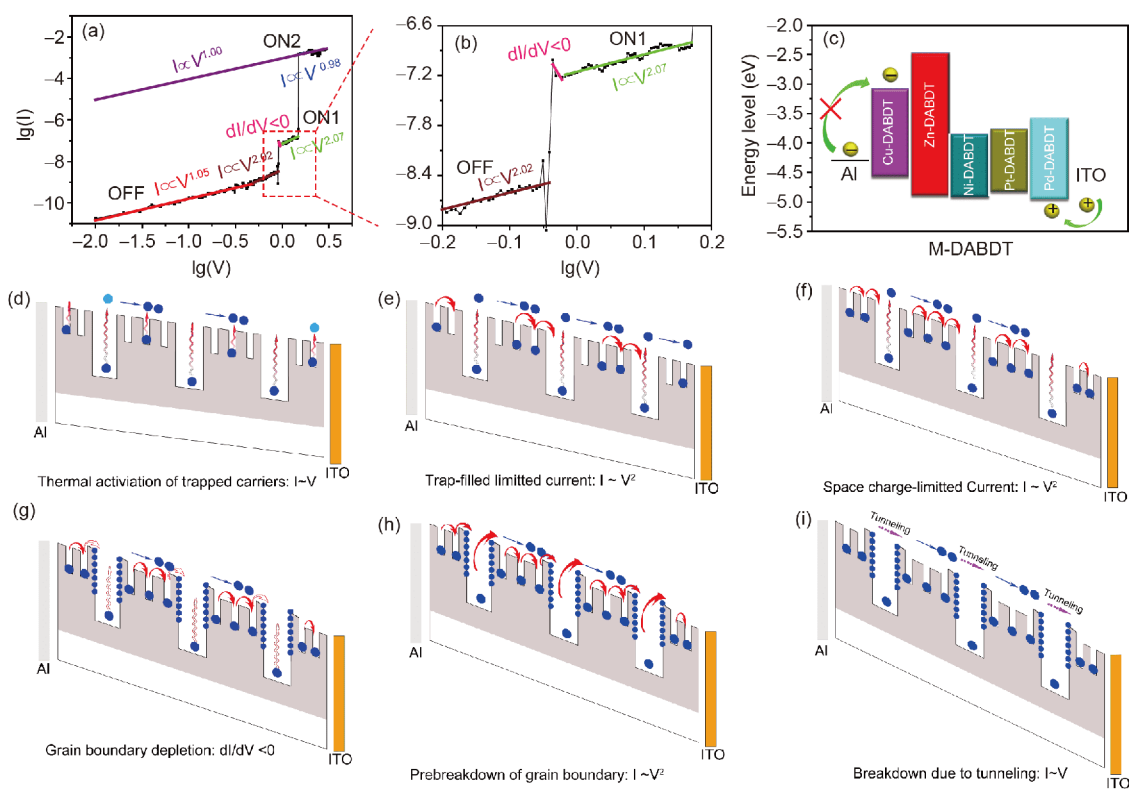 (a)
lg(I)
−2
−4
−6
−8
−10
−2.0
−1.5
−1.0
−0.5
0.0
0.5
lg(V)
I∝V^1.00
ON2
I∝V^0.98
ON1
dI/dV<0
I∝V^2.07
OFF
I∝V^1.05
I∝V^2.02
(b)
−6.6
−7.2
−7.8
−8.4
−9.0
−0.2
−0.1
0.0
0.1
0.2
lg(V)
dI/dV<0
ON1
I∝V^2.07
OFF
I∝V^2.02
(c)
Energy level (eV)
−2.0
−2.5
−3.0
−3.5
−4.0
−4.5
−5.0
−5.5
Al
Cu-DABDT
Zn-DABDT
Ni-DABDT
Pt-DABDT
Pd-DABDT
ITO
M-DABDT
(d)
Al
ITO
Thermal activiation of trapped carriers: I~V
(e)
Al
ITO
Trap-filled limitted current: I ~ V²
(f)
Al
ITO
Space charge-limitted Current: I ~ V²
(g)
Al
ITO
Grain boundary depletion: dI/dV <0
(h)
Al
ITO
Prebreakdown of grain boundary: I ~V²
(i)
Tunneling
Tunneling
Tunneling
Al
ITO
Breakdown due to tunneling: I~V